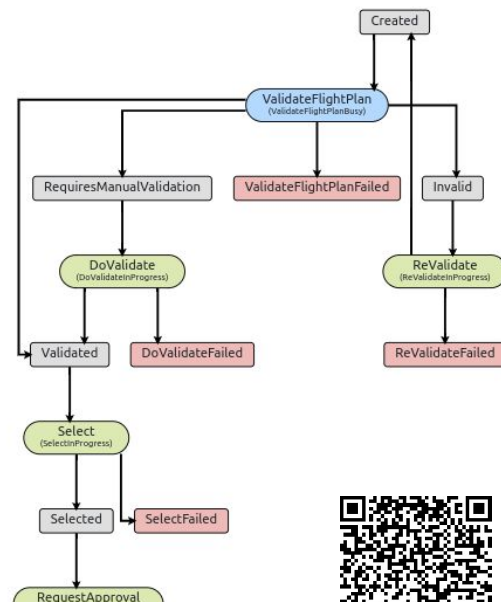 Created
ValidateFlightPlan
(ValidateFlightPlanBusy)
RequiresManualValidation
ValidateFlightPlanFailed
Invalid
DoValidate
(DoValidateInProgress)
ReValidate
(ReValidateInProgress)
Validated
DoValidateFailed
ReValidateFailed
Select
(SelectInProgress)
Selected
SelectFailed
RequestApproval